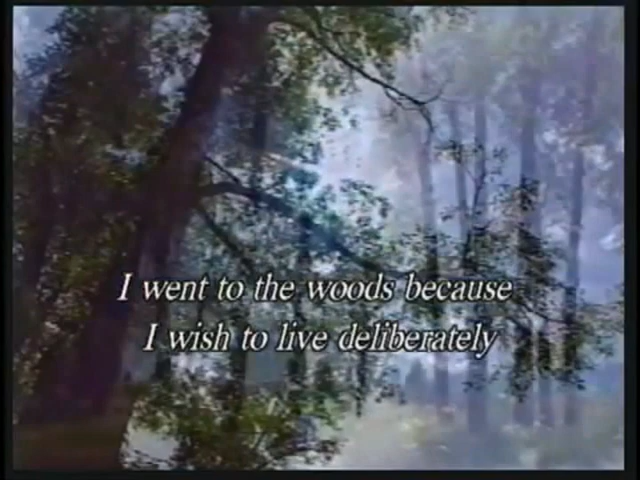 I went to the woods because
I wish to live deliberately